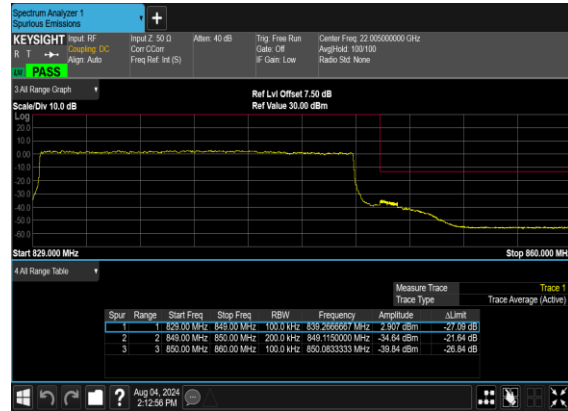 Spectrum Analyzer 1
Spurious Emissions
KEYSIGHT Input: RF Input Z: 50 Ω Atten: 40 dB Trig: Free Run Center Freq: 22.005000000 GHz
R T Coupling: DC Corr CCorr Gate: Off Avg|Hold: 100/100
Align: Auto Freq Ref: Int (S) IF Gain: Low Radio Std: None
PASS
3 All Range Graph
Ref Lvl Offset 7.50 dB
Scale/Div 10.0 dB Ref Value 30.00 dBm
Log
20.0
10.0
0.00
-10.0
-20.0
-30.0
-40.0
-50.0
-60.0
Start 829.000 MHz Stop 860.000 MH
4 All Range Table
Measure Trace Trace 1
Trace Type Trace Average (Active)
Spur Range Start Freq Stop Freq RBW Frequency Amplitude ΔLimit
1 1 829.00 MHz 849.00 MHz 100.0 kHz 839.2666667 MHz 2.907 dBm -27.09 dB
2 2 849.00 MHz 850.00 MHz 200.0 kHz 849.1150000 MHz -34.64 dBm -21.64 dB
3 3 850.00 MHz 860.00 MHz 100.0 kHz 850.0833333 MHz -39.84 dBm -26.84 dB
? Aug 04, 2024
2:12:56 PM